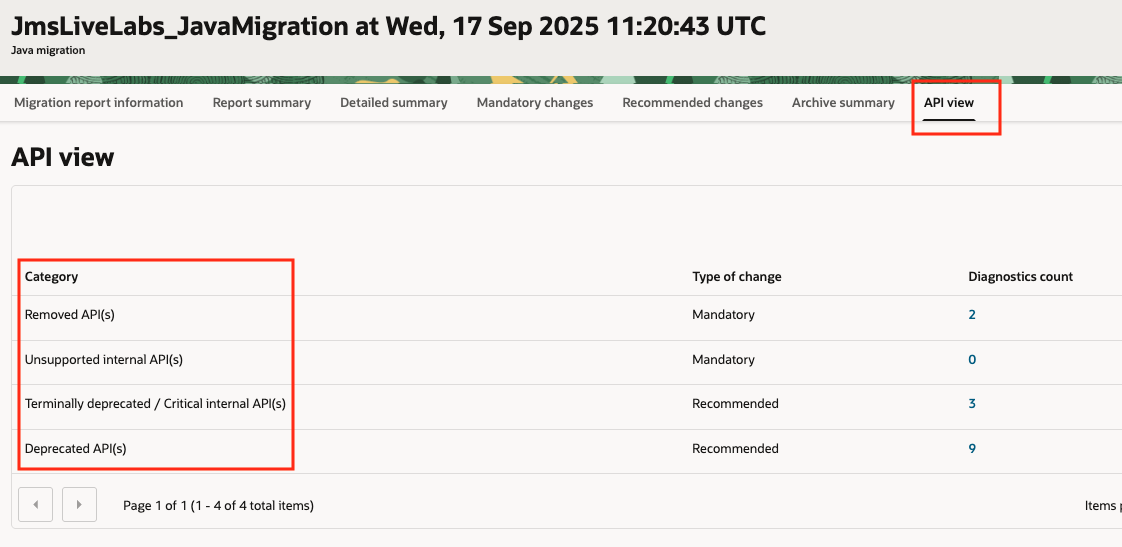 JmsLiveLabs_JavaMigration at Wed, 17 Sep 2025 11:20:43 UTC
Java migration
Migration report information Report summary Detailed summary Mandatory changes Recommended changes Archive summary API view
API view
Category Type of change Diagnostics count
Removed API(s) Mandatory 2
Unsupported internal API(s) Mandatory 0
Terminally deprecated / Critical internal API(s) Recommended 3
Deprecated API(s) Recommended 9
Page 1 of 1 (1 - 4 of 4 total items) Items